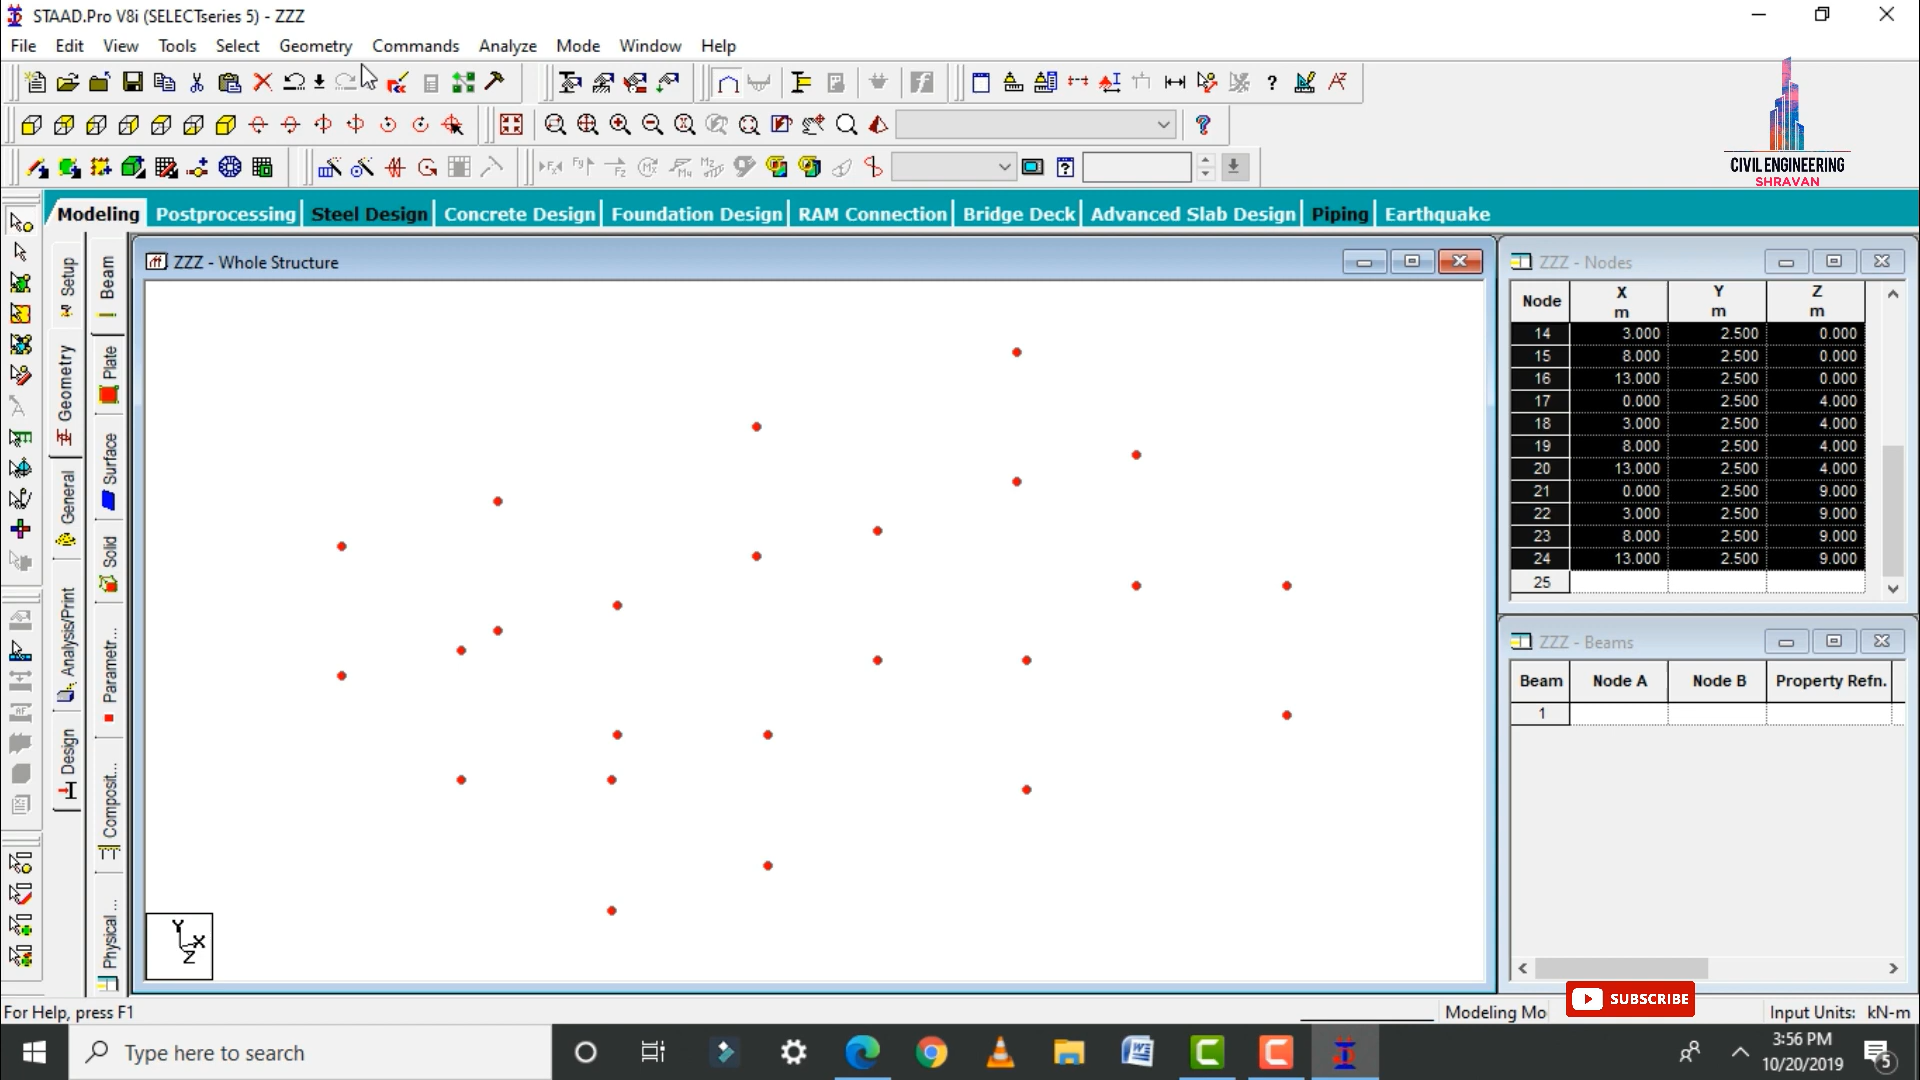 STAAD.Pro V8i (SELECTseries 5) - ZZZ
File Edit View Tools Select Geometry Commands Analyze Mode Window Help
CIVIL ENGINEERING
SHRAVAN
Modeling Postprocessing Steel Design Concrete Design Foundation Design RAM Connection Bridge Deck Advanced Slab Design Piping Earthquake
Setup
Geometry
General
Analysis/Print
Design
Beam
Plate
Surface
Solid
Parametr...
Composit...
Physical ...
ZZZ - Whole Structure
Y
X
Z
ZZZ - Nodes
Node X m Y m Z m
14 3.000 2.500 0.000
15 8.000 2.500 0.000
16 13.000 2.500 0.000
17 0.000 2.500 4.000
18 3.000 2.500 4.000
19 8.000 2.500 4.000
20 13.000 2.500 4.000
21 0.000 2.500 9.000
22 3.000 2.500 9.000
23 8.000 2.500 9.000
24 13.000 2.500 9.000
25
ZZZ - Beams
Beam Node A Node B Property Refn.
1
SUBSCRIBE
For Help, press F1 Modeling Mo Input Units: kN-m
Type here to search
3:56 PM
10/20/2019
5